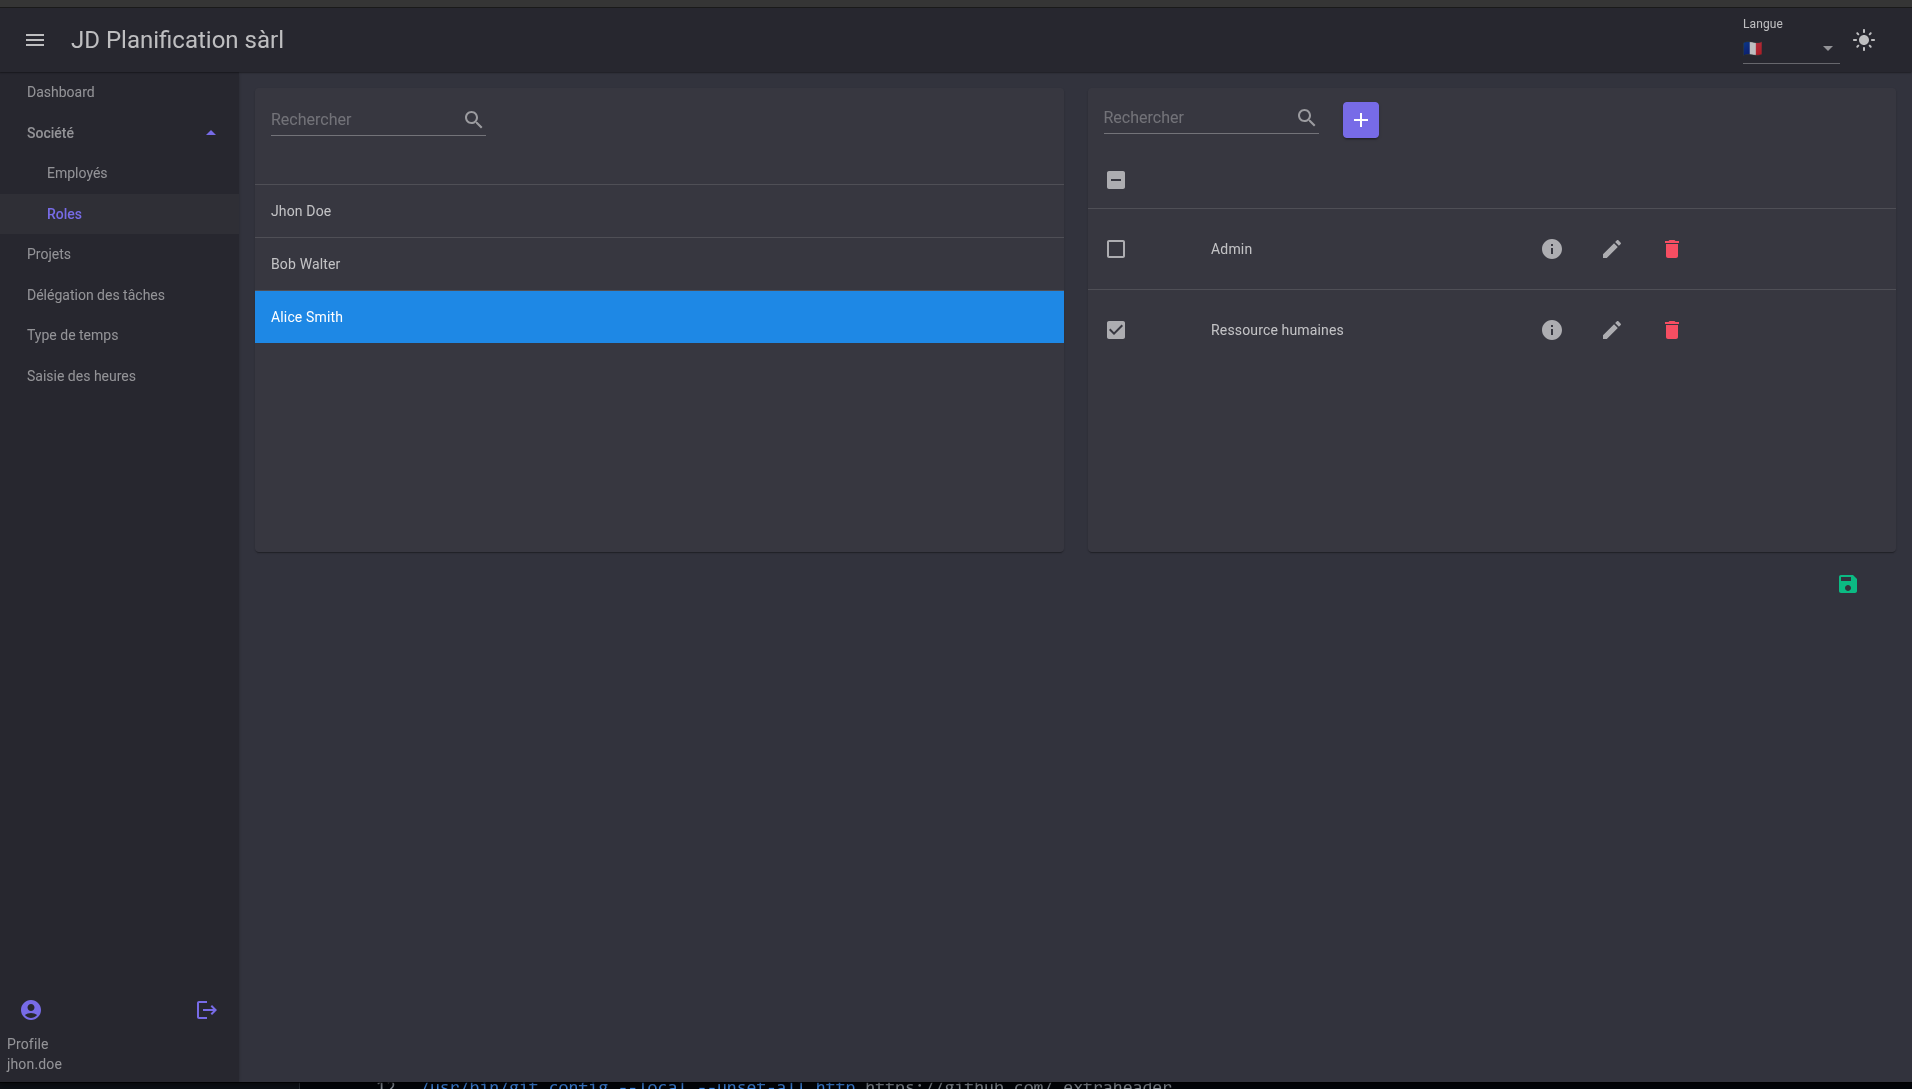 JD Planification sàrl
Langue
Dashboard
Société
Employés
Roles
Projets
Délégation des tâches
Type de temps
Saisie des heures
Rechercher
Jhon Doe
Bob Walter
Alice Smith
Rechercher
Admin
Ressource humaines
Profile
jhon.doe
12 /usr/bin/git config --local --unset-all http.https://github.com/.extraheader